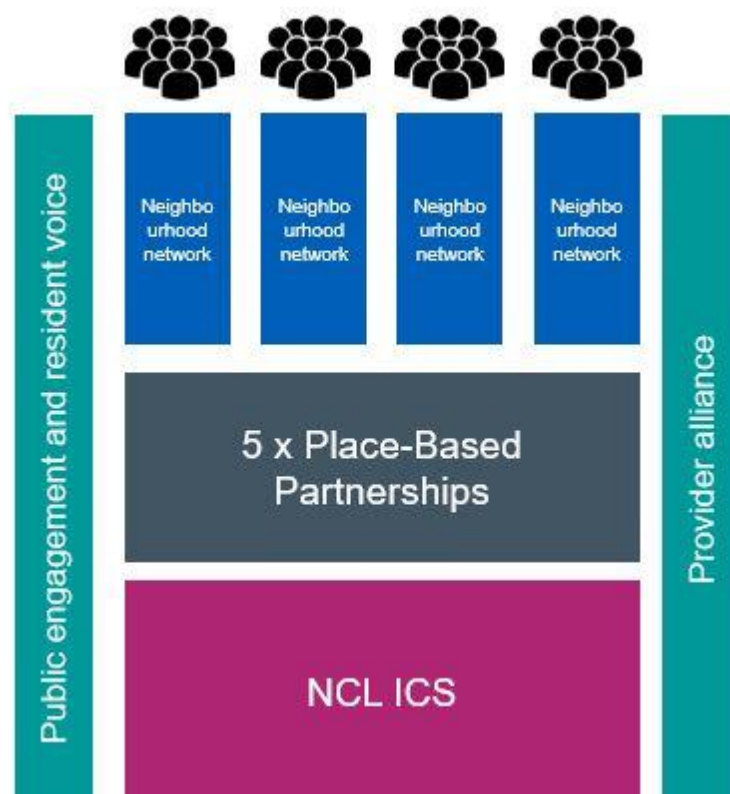 Public engagement and resident voice
Neighbo
urhood
network
Neighbo
urhood
network
Neighbo
urhood
network
Neighbo
urhood
network
5 x Place-Based
Partnerships
NCL ICS
Provider alliance